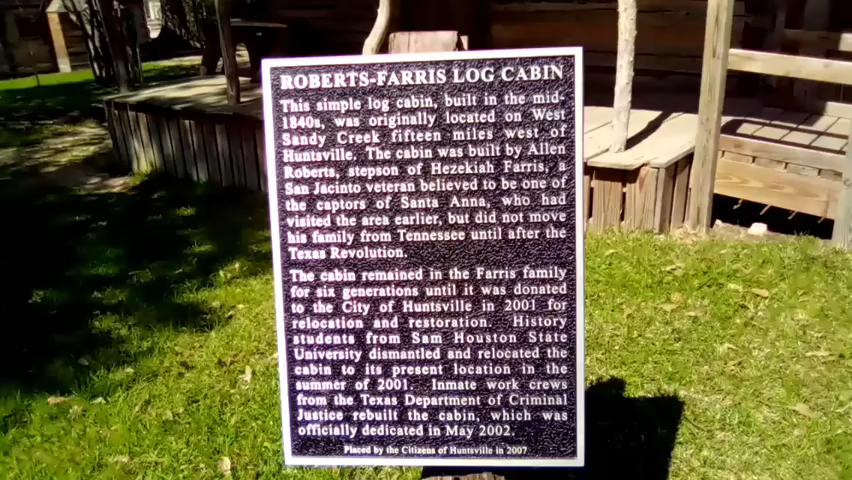 ROBERTS-FARRIS LOG CABIN
This simple log cabin, built in the mid-
1840s, was originally located on West
Sandy Creek fifteen miles west of
Huntsville. The cabin was built by Allen
Roberts, stepson of Hezekiah Farris, a
San Jacinto veteran believed to be one of
the captors of Santa Anna, who had
visited the area earlier, but did not move
his family from Tennessee until after the
Texas Revolution.
The cabin remained in the Farris family
for six generations until it was donated
to the City of Huntsville in 2001 for
relocation and restoration. History
students from Sam Houston State
University dismantled and relocated the
cabin to its present location in the
summer of 2001. Inmate work crews
from the Texas Department of Criminal
Justice rebuilt the cabin, which was
officially dedicated in May 2002.
Placed by the Citizens of Huntsville in 2007